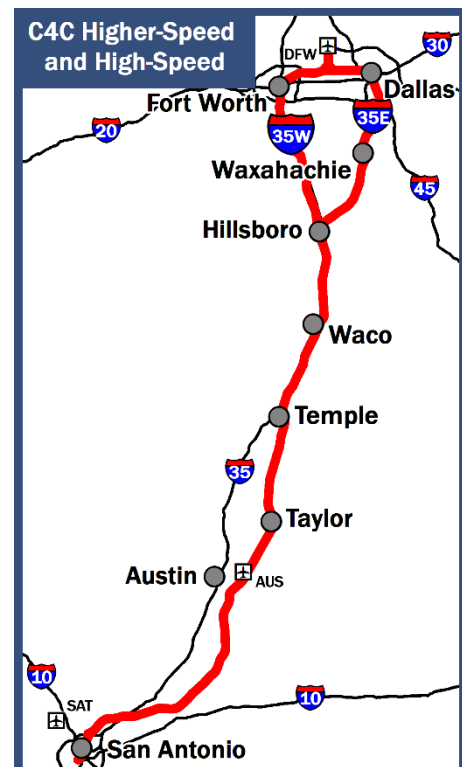 C4C Higher-Speed
and High-Speed
DFW
30
Fort Worth
Dallas
20
35W
35E
Waxahachie
45
Hillsboro
Waco
Temple
35
Taylor
Austin
AUS
10
SAT
10
San Antonio